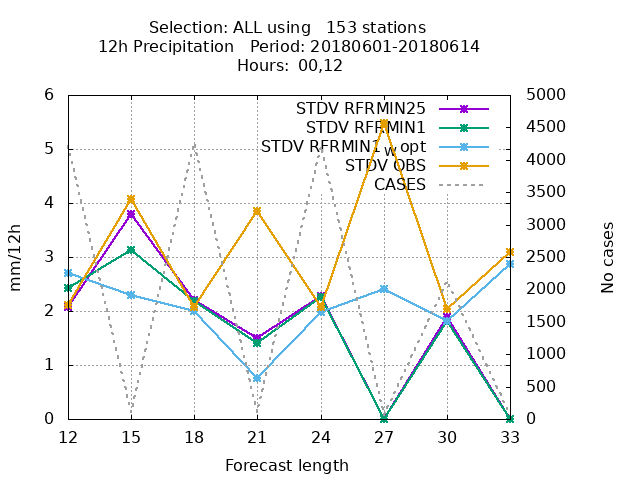 Selection: ALL using   153 stations
12h Precipitation   Period: 20180601-20180614
Hours:  00,12
STDV RFRMIN25
STDV RFRMIN1
STDV RFRMIN1_wopt
STDV OBS
CASES
6
5
4
3
2
1
0
mm/12h
5000
4500
4000
3500
3000
2500
2000
1500
1000
500
0
No cases
12 15 18 21 24 27 30 33
Forecast length